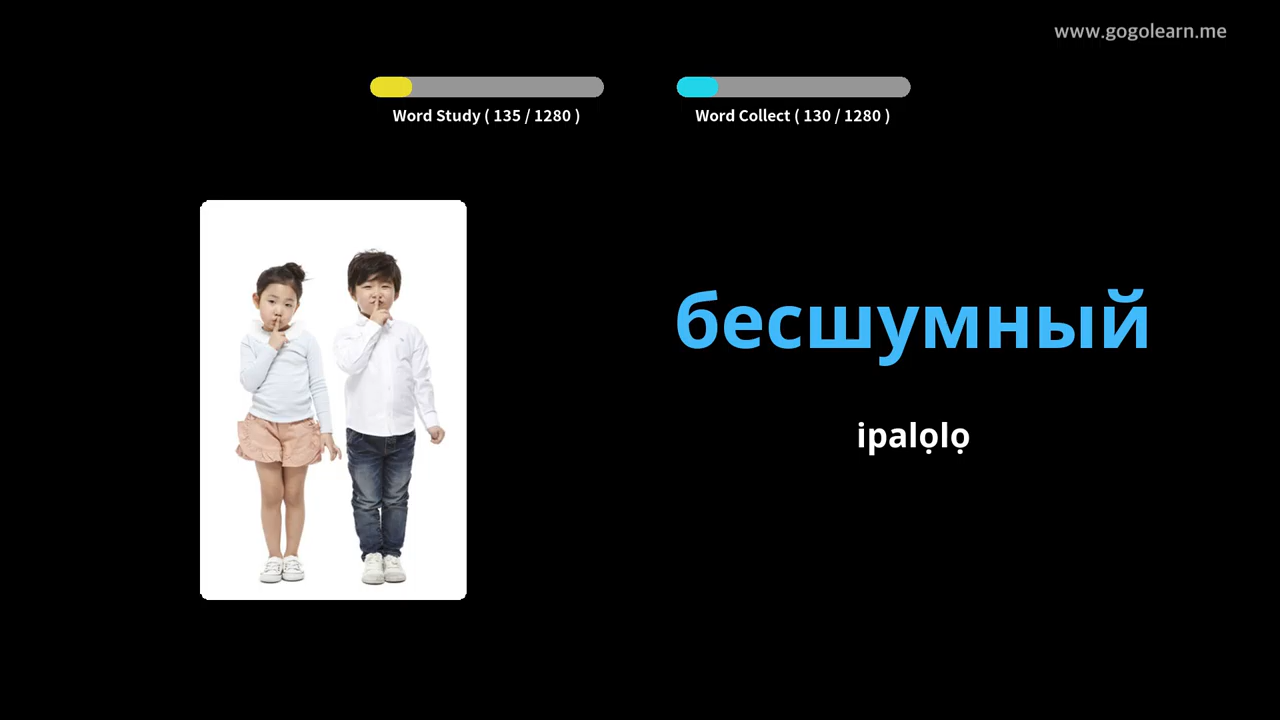 www.gogolearn.me
Word Study ( 135 / 1280 )
Word Collect ( 130 / 1280 )
бесшумный
ipalọlọ